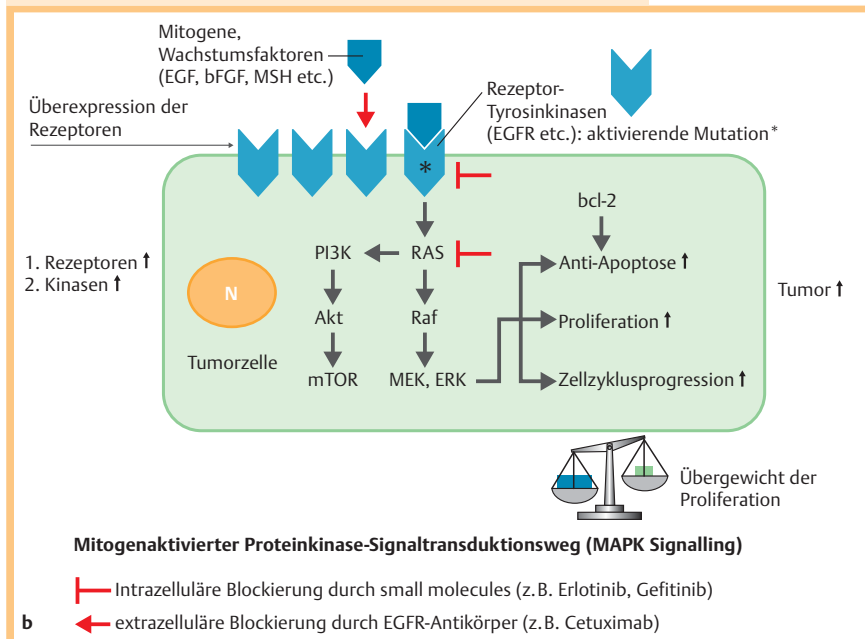 Mitogene,
Wachstumsfaktoren
(EGF, bFGF, MSH etc.)
Überexpression der
Rezeptoren
Rezeptor-
Tyrosinkinasen
(EGFR etc.): aktivierende Mutation*
*
bcl-2
1. Rezeptoren ↑
2. Kinasen ↑
PI3K
RAS
Anti-Apoptose ↑
Tumor ↑
N
Akt
Raf
Proliferation ↑
Tumorzelle
mTOR
MEK, ERK
Zellzyklusprogression ↑
Übergewicht der
Proliferation
Mitogenaktivierter Proteinkinase-Signaltransduktionsweg (MAPK Signalling)
Intrazelluläre Blockierung durch small molecules (z.B. Erlotinib, Gefitinib)
b
extrazelluläre Blockierung durch EGFR-Antikörper (z.B. Cetuximab)